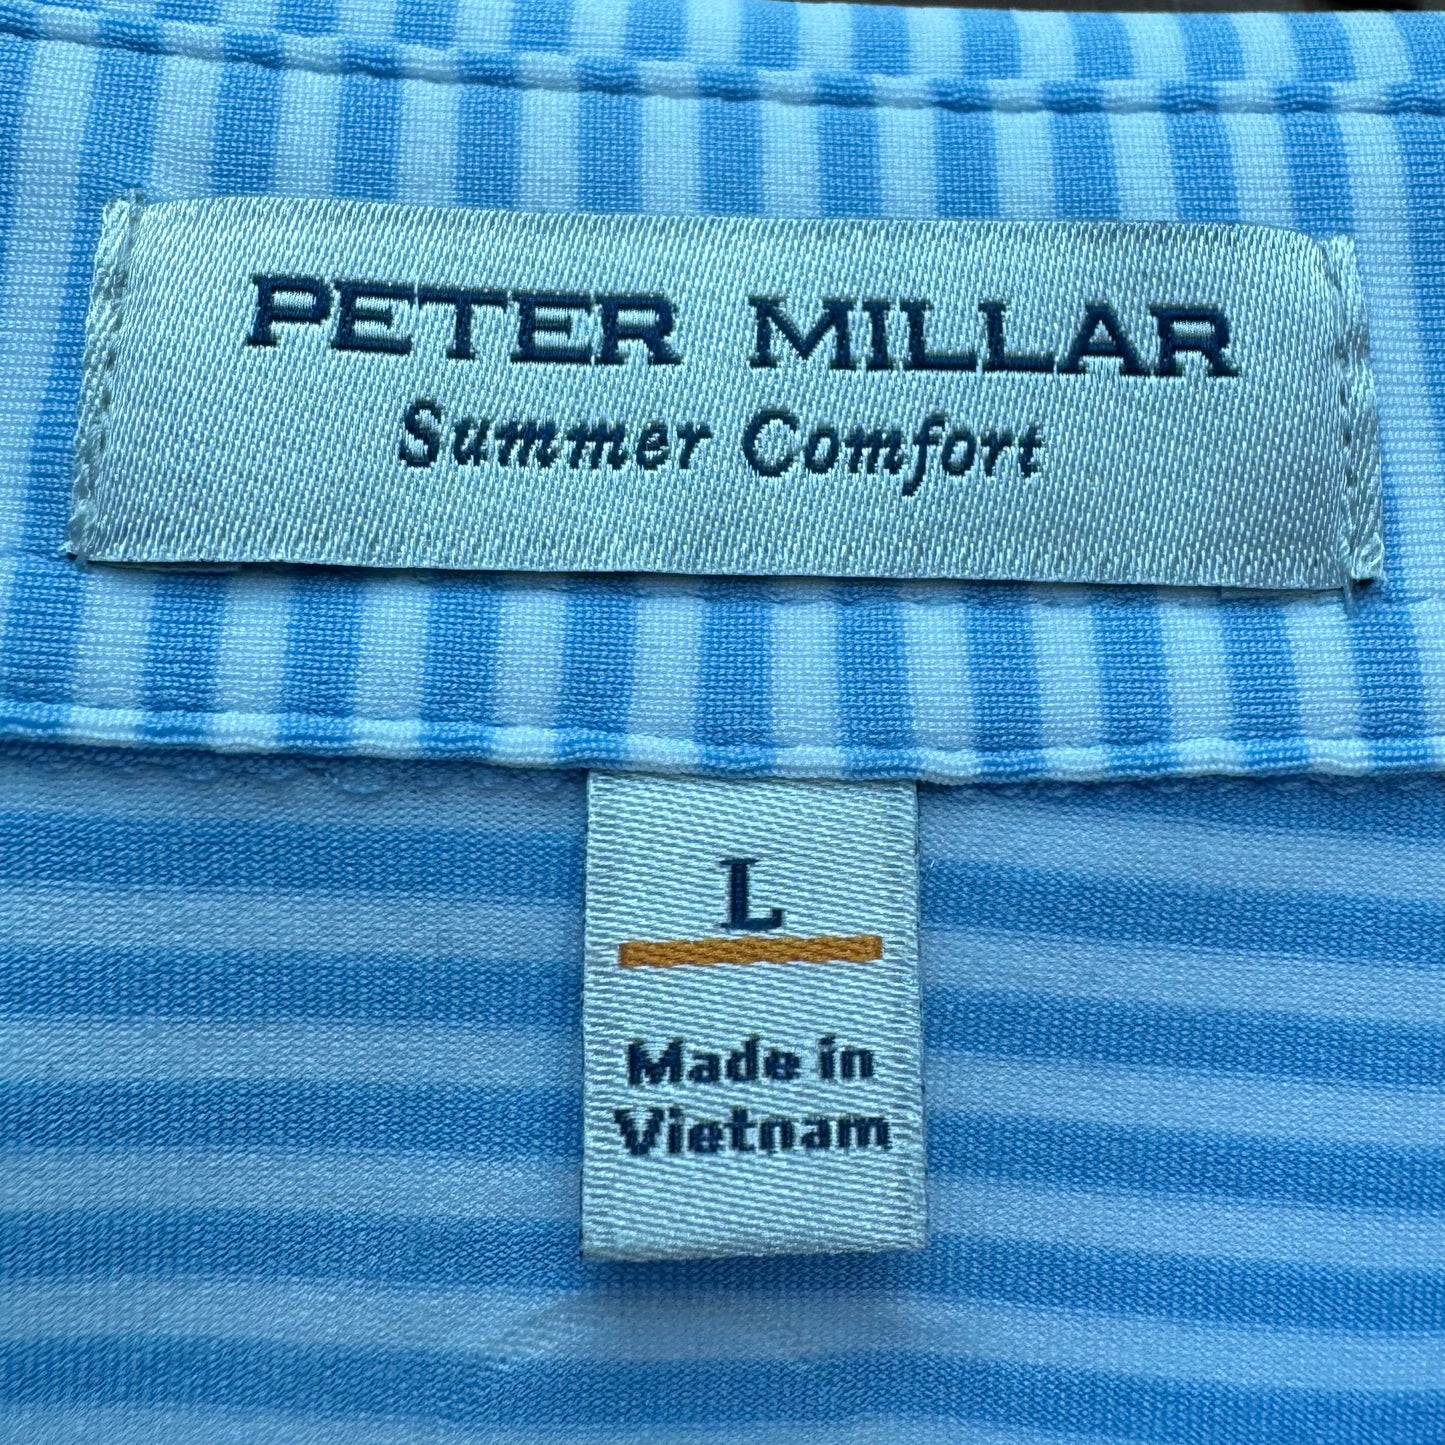 PETER MILLAR
Summer Comfort
L
Made in
Vietnam